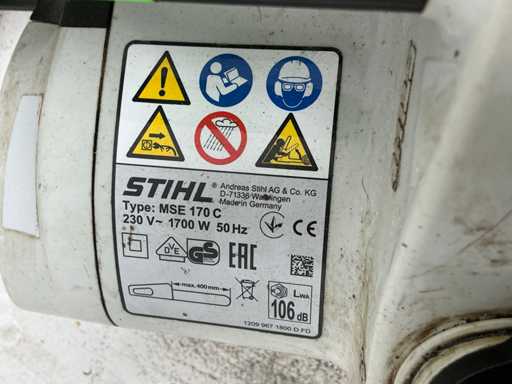 STIHL® Andreas Stihl AG & Co. KG
D-71336 Waiblingen
Made in Germany
Type: MSE 170 C
230 V~ 1700 W 50 Hz
CE
VDE
GS
EAC
max. 400 mm
LWA
106 dB
1209 967 1800 D FD